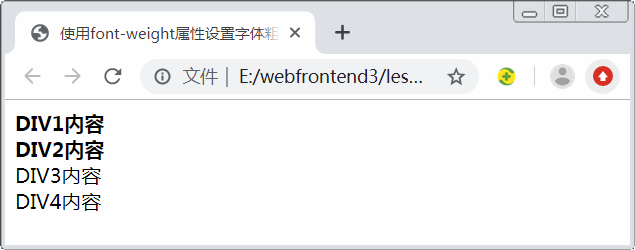 使用font-weight属性设置字体粗
文件 | E:/webfrontend3/les...
DIV1内容
DIV2内容
DIV3内容
DIV4内容